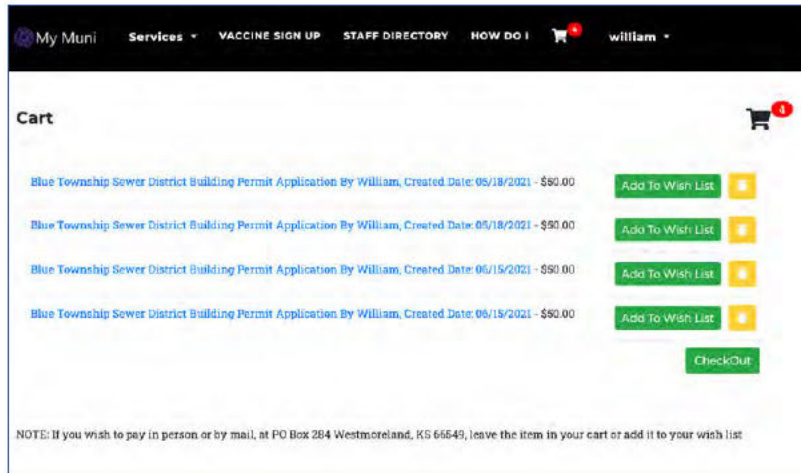 My Muni Services VACCINE SIGN UP STAFF DIRECTORY HOW DO I 4 william
Cart 4
Blue Township Sewer District Building Permit Application By William, Created Date: 05/18/2021 - $50.00 Add To Wish List
Blue Township Sewer District Building Permit Application By William, Created Date: 05/18/2021 - $50.00 Add To Wish List
Blue Township Sewer District Building Permit Application By William, Created Date: 06/15/2021 - $50.00 Add To Wish List
Blue Township Sewer District Building Permit Application By William, Created Date: 06/15/2021 - $50.00 Add To Wish List
CheckOut
NOTE: If you wish to pay in person or by mail, at PO Box 284 Westmoreland, KS 66549, leave the item in your cart or add it to your wish list